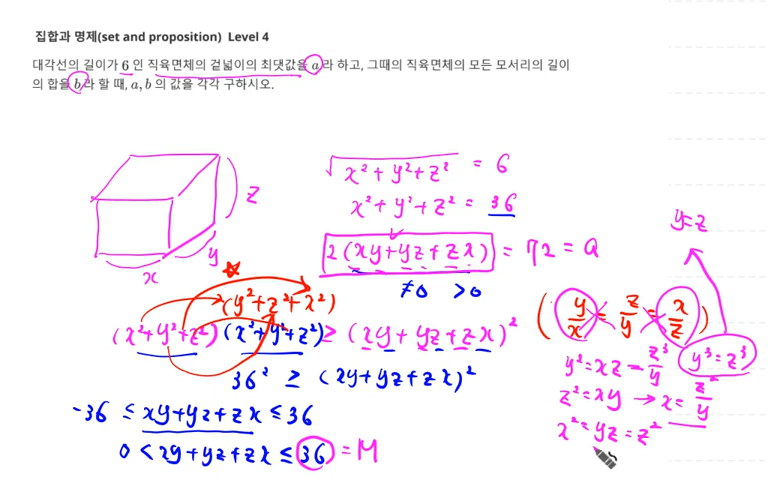 집합과 명제(set and proposition) Level 4
대각선의 길이가 6 인 직육면체의 겉넓이의 최댓값을 a라 하고, 그때의 직육면체의 모든 모서리의 길이
의 합을 b라 할 때, a, b 의 값을 각각 구하시오.
√(x²+y²+z²) = 6
x²+y²+z² = 36
2(xy+yz+zx) = 72 = a
≠0 >0
x
y
z
(y²+z²+x²)
(x²+y²+z²)(x²+y²+z²) ≥ (xy+yz+zx)²
36² ≥ (xy+yz+zx)²
-36 ≤ xy+yz+zx ≤ 36
0 < xy+yz+zx ≤ 36 = M
y=z
(y/x = z/y = x/z)
y²=xz=z³/y
y³=z³
z²=xy → x=z²/y
x²=yz=z²